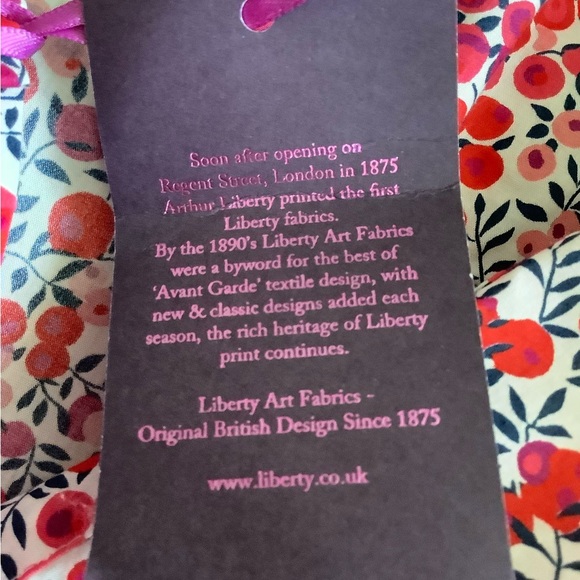 Soon after opening on
Regent Street, London in 1875
Arthur Liberty printed the first
Liberty fabrics.
By the 1890's Liberty Art Fabrics
were a byword for the best of
'Avant Garde' textile design, with
new & classic designs added each
season, the rich heritage of Liberty
print continues.
Liberty Art Fabrics -
Original British Design Since 1875
www.liberty.co.uk